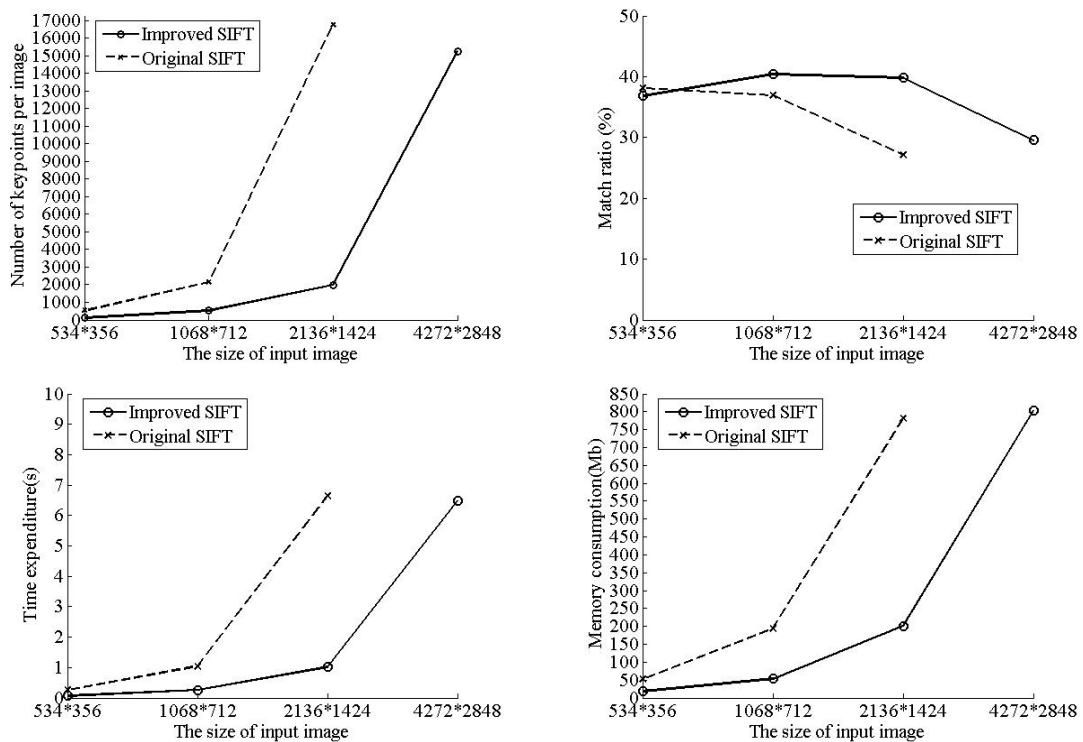 17000
16000
15000
14000
13000
12000
11000
10000
9000
8000
7000
6000
5000
4000
3000
2000
1000
0
Number of keypoints per image
Improved SIFT
Original SIFT
534*356 1068*712 2136*1424 4272*2848
The size of input image
50
40
30
20
10
0
Match ratio (%)
Improved SIFT
Original SIFT
534*356 1068*712 2136*1424 4272*2848
The size of input image
10
9
8
7
6
5
4
3
2
1
0
Time expenditure(s)
Improved SIFT
Original SIFT
534*356 1068*712 2136*1424 4272*2848
The size of input image
850
800
750
700
650
600
550
500
450
400
350
300
250
200
150
100
50
0
Memory consumption(Mb)
Improved SIFT
Original SIFT
534*356 1068*712 2136*1424 4272*2848
The size of input image